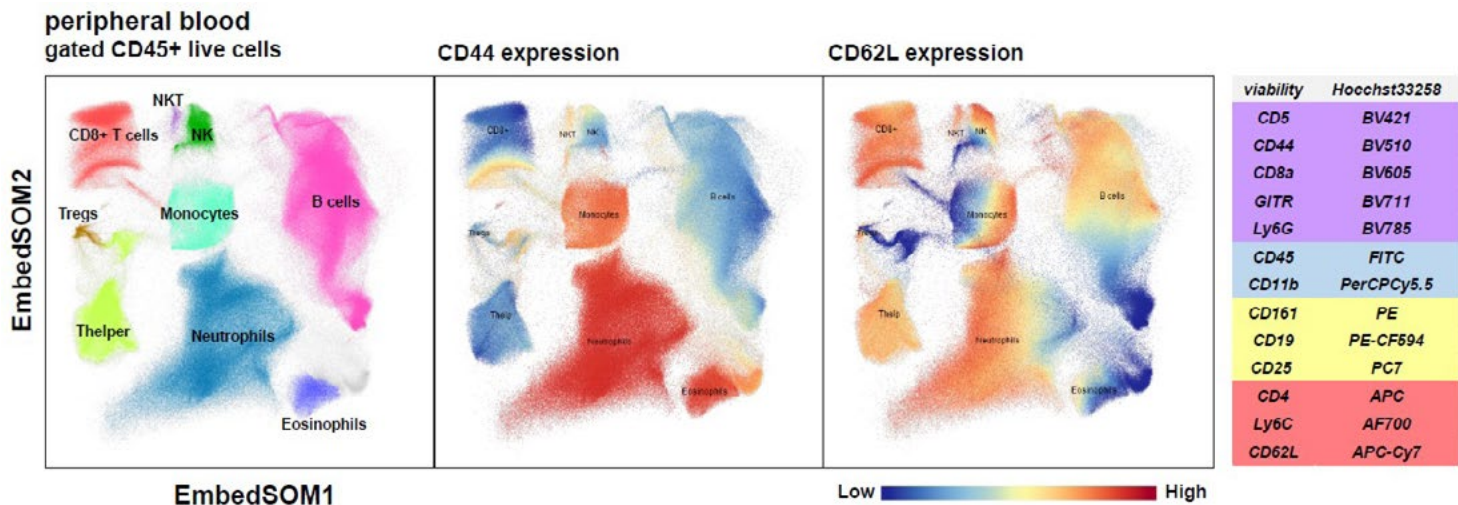 peripheral blood
gated CD45+ live cells
CD44 expression
CD62L expression
NKT
CD8+ T cells
NK
B cells
Tregs
Monocytes
Thelper
Neutrophils
Eosinophils
CD8+
NKT
NK
B cells
Monocytes
Tregs
Thelp
Neutrophils
Eosinophils
CD8+
NKT
NK
B cells
Monocytes
Tregs
Thelp
Neutrophils
Eosinophils
EmbedSOM2
EmbedSOM1
Low
High
viability Hoechst33258
CD5 BV421
CD44 BV510
CD8a BV605
GITR BV711
Ly6G BV785
CD45 FITC
CD11b PerCPCy5.5
CD161 PE
CD19 PE-CF594
CD25 PC7
CD4 APC
Ly6C AF700
CD62L APC-Cy7